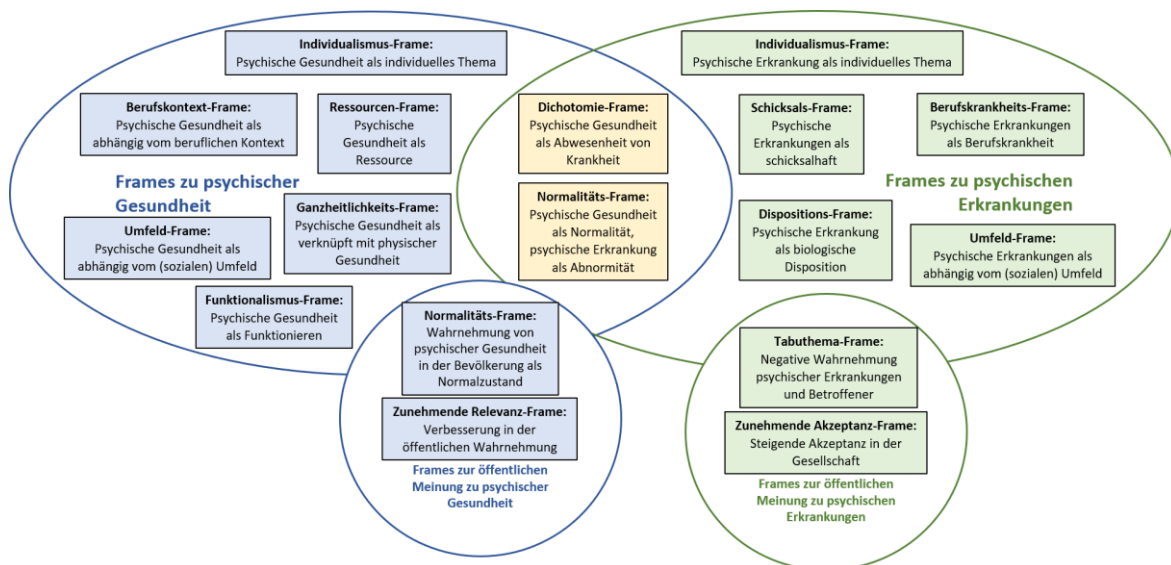 Individualismus-Frame:
Psychische Gesundheit als individuelles Thema
Individualismus-Frame:
Psychische Erkrankung als individuelles Thema
Berufskontext-Frame:
Psychische Gesundheit als
abhängig vom beruflichen Kontext
Ressourcen-Frame:
Psychische
Gesundheit als
Ressource
Dichotomie-Frame:
Psychische Gesundheit
als Abwesenheit von
Krankheit
Schicksals-Frame:
Psychische
Erkrankungen als
schicksalhaft
Berufskrankheits-Frame:
Psychische Erkrankungen
als Berufskrankheit
Frames zu psychischer
Gesundheit
Frames zu psychischen
Erkrankungen
Umfeld-Frame:
Psychische Gesundheit als
abhängig vom (sozialen) Umfeld
Ganzheitlichkeits-Frame:
Psychische Gesundheit als
verknüpft mit physischer
Gesundheit
Normalitäts-Frame:
Psychische Gesundheit
als Normalität,
psychische Erkrankung
als Abnormität
Dispositions-Frame:
Psychische Erkrankung
als biologische
Disposition
Umfeld-Frame:
Psychische Erkrankungen als
abhängig vom (sozialen) Umfeld
Funktionalismus-Frame:
Psychische Gesundheit
als Funktionieren
Normalitäts-Frame:
Wahrnehmung von
psychischer Gesundheit
in der Bevölkerung als
Normalzustand
Tabuthema-Frame:
Negative Wahrnehmung
psychischer Erkrankungen
und Betroffener
Zunehmende Relevanz-Frame:
Verbesserung in der
öffentlichen Wahrnehmung
Zunehmende Akzeptanz-Frame:
Steigende Akzeptanz in der
Gesellschaft
Frames zur öffentlichen
Meinung zu psychischer
Gesundheit
Frames zur öffentlichen
Meinung zu psychischen
Erkrankungen